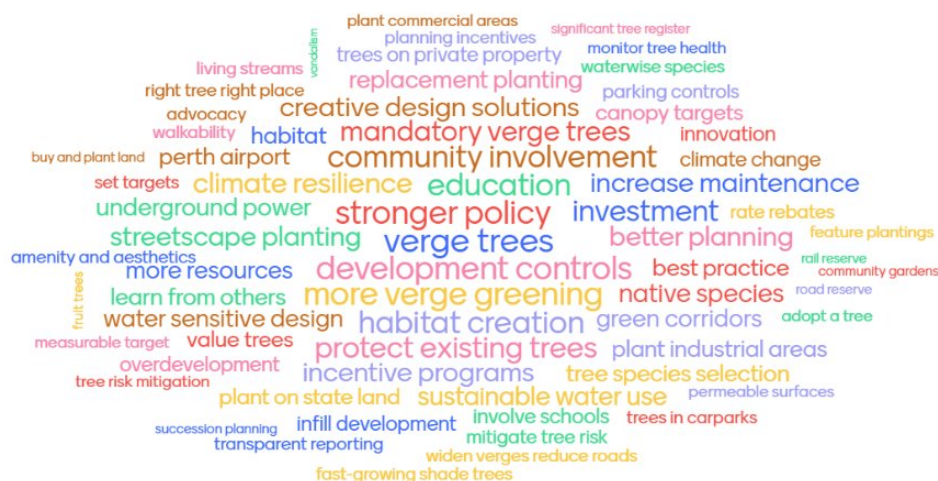 plant commercial areas
significant tree register
planning incentives
vandalism
trees on private property
monitor tree health
living streams
replacement planting
waterwise species
right tree right place
parking controls
creative design solutions
advocacy
canopy targets
walkability
habitat
mandatory verge trees
innovation
buy and plant land
perth airport
community involvement
climate change
set targets
climate resilience
education
increase maintenance
underground power
stronger policy
investment
rate rebates
streetscape planting
verge trees
better planning
feature plantings
amenity and aesthetics
rail reserve
more resources
development controls
best practice
community gardens
fruit trees
learn from others
more verge greening
native species
road reserve
water sensitive design
habitat creation
green corridors
adopt a tree
measurable target
value trees
protect existing trees
plant industrial areas
overdevelopment
incentive programs
tree species selection
tree risk mitigation
plant on state land
sustainable water use
permeable surfaces
succession planning
infill development
involve schools
trees in carparks
transparent reporting
mitigate tree risk
widen verges reduce roads
fast-growing shade trees